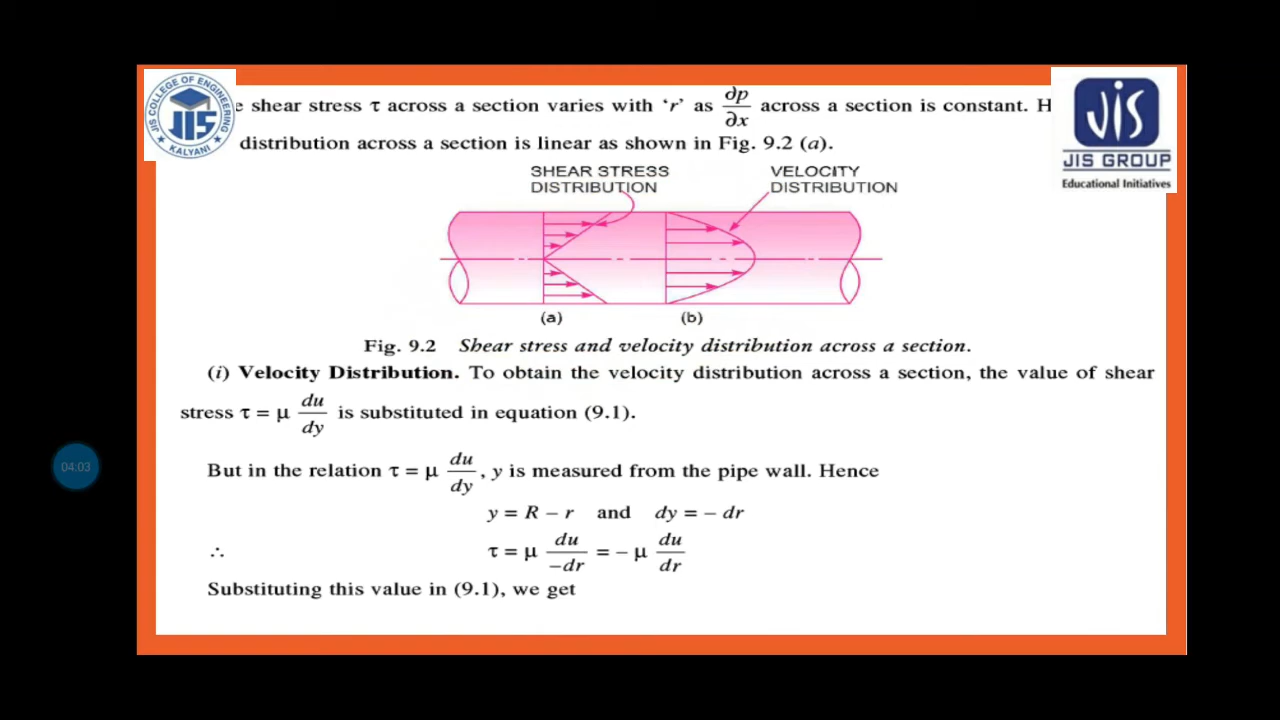 e shear stress τ across a section varies with 'r' as ∂p/∂x across a section is constant. H
distribution across a section is linear as shown in Fig. 9.2 (a).
SHEAR STRESS DISTRIBUTION
VELOCITY DISTRIBUTION
(a)
(b)
Fig. 9.2 Shear stress and velocity distribution across a section.
(i) Velocity Distribution. To obtain the velocity distribution across a section, the value of shear
stress τ = μ du/dy is substituted in equation (9.1).
But in the relation τ = μ du/dy, y is measured from the pipe wall. Hence
y = R – r and dy = – dr
∴ τ = μ du/–dr = – μ du/dr
Substituting this value in (9.1), we get
04:03
JIS COLLEGE OF ENGINEERING
JIS
KALYANI
JIS
JIS GROUP
Educational Initiatives